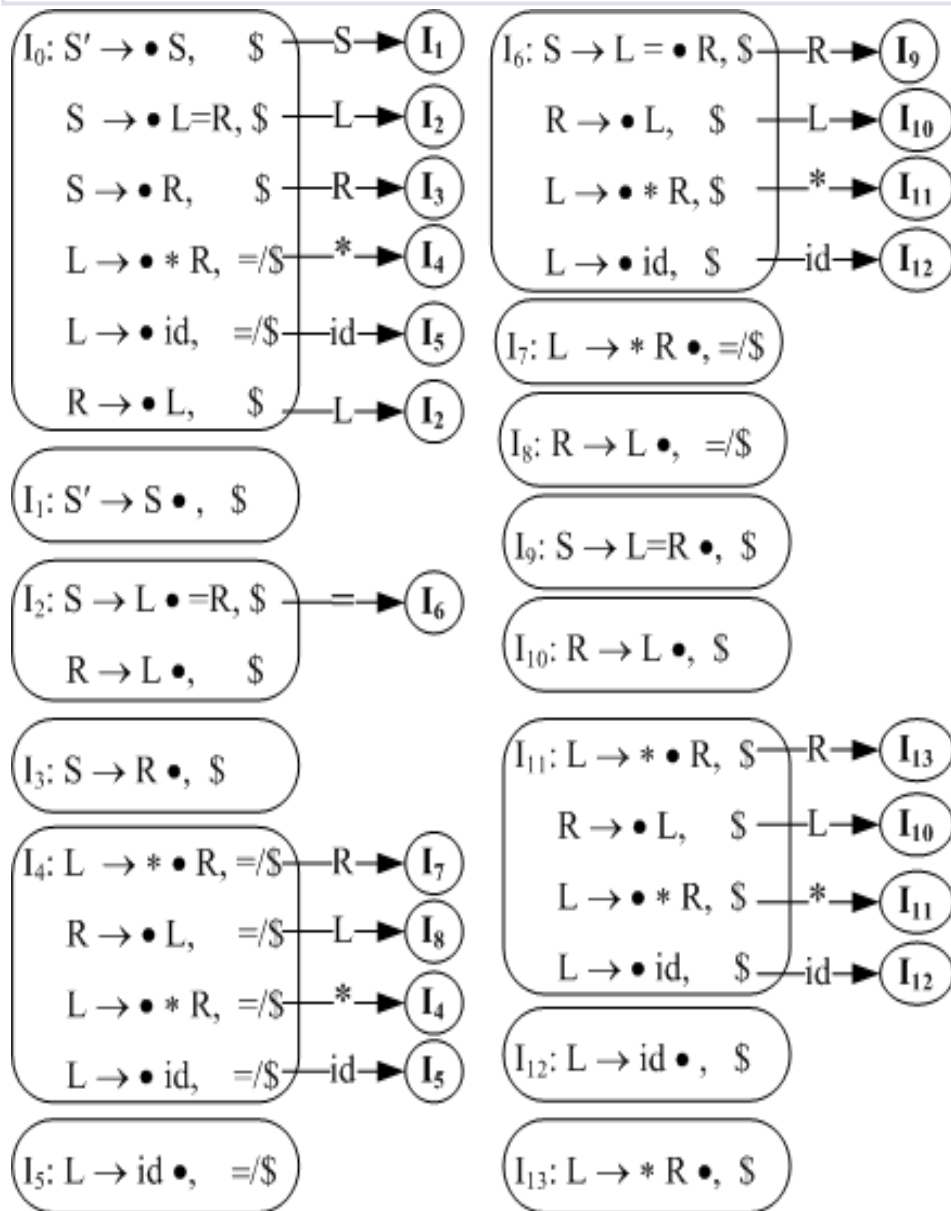 I₀: S′ → • S, $ S I₁
S → • L=R, $ L I₂
S → • R, $ R I₃
L → • * R, =/$ * I₄
L → • id, =/$ id I₅
R → • L, $ L I₂
I₁: S′ → S •, $
I₂: S → L • =R, $ = I₆
R → L •, $
I₃: S → R •, $
I₄: L → * • R, =/$ R I₇
R → • L, =/$ L I₈
L → • * R, =/$ * I₄
L → • id, =/$ id I₅
I₅: L → id •, =/$
I₆: S → L = • R, $ R I₉
R → • L, $ L I₁₀
L → • * R, $ * I₁₁
L → • id, $ id I₁₂
I₇: L → * R •, =/$
I₈: R → L •, =/$
I₉: S → L=R •, $
I₁₀: R → L •, $
I₁₁: L → * • R, $ R I₁₃
R → • L, $ L I₁₀
L → • * R, $ * I₁₁
L → • id, $ id I₁₂
I₁₂: L → id •, $
I₁₃: L → * R •, $